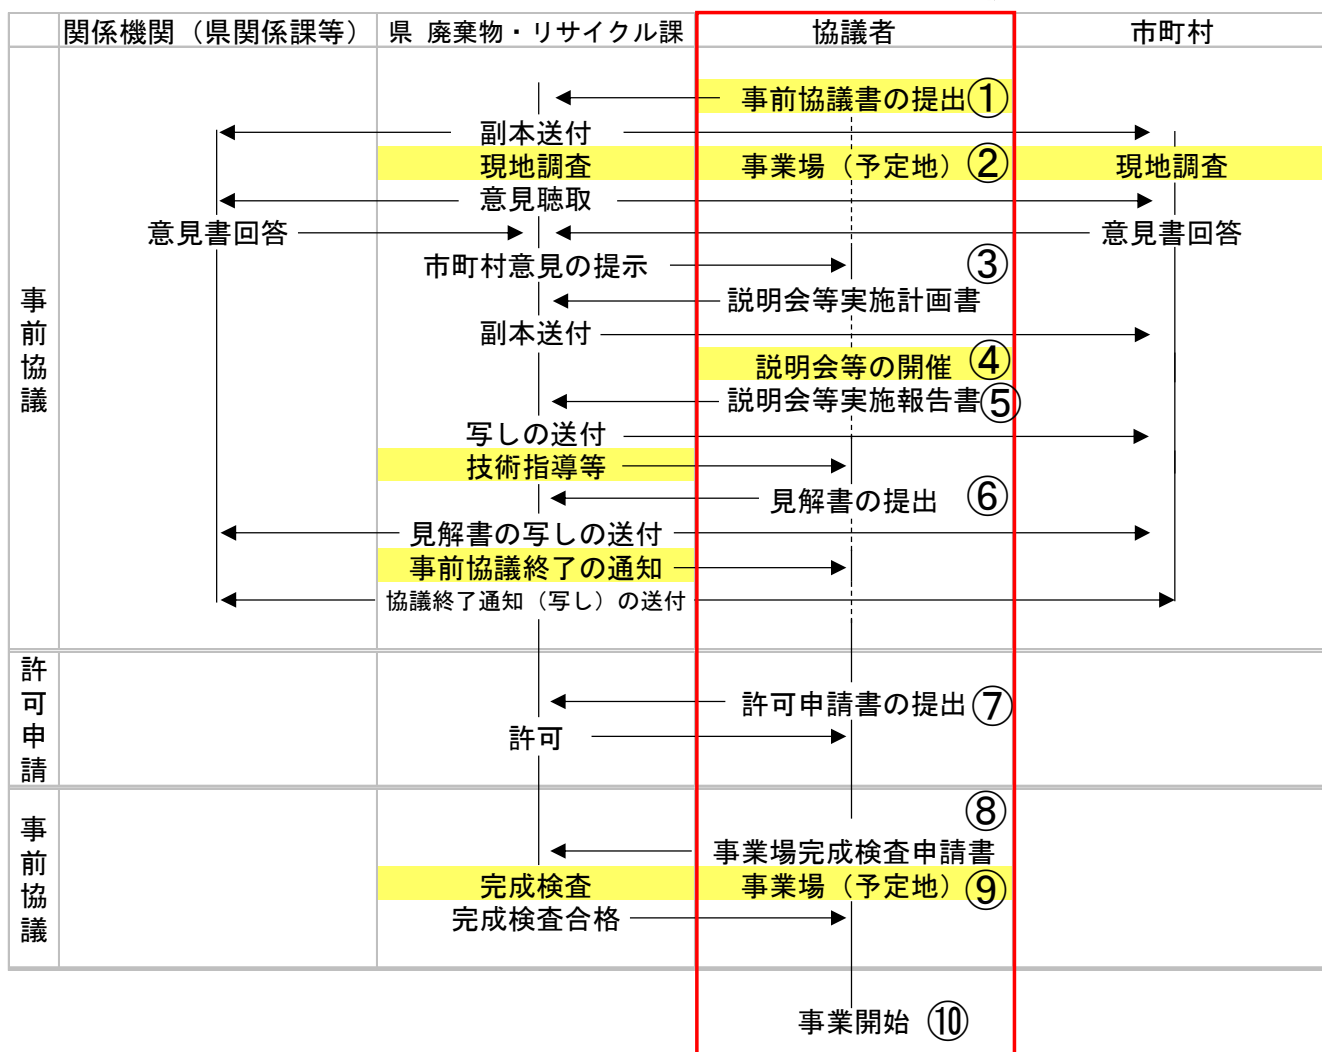 関係機関（県関係課等） 県 廃棄物・リサイクル課 協議者 市町村
事前協議
事前協議書の提出 ①
副本送付
現地調査 事業場（予定地） ② 現地調査
意見聴取
意見書回答 意見書回答
市町村意見の提示 ③
説明会等実施計画書
副本送付
説明会等の開催 ④
説明会等実施報告書 ⑤
写しの送付
技術指導等
見解書の提出 ⑥
見解書の写しの送付
事前協議終了の通知
協議終了通知（写し）の送付
許可申請
許可申請書の提出 ⑦
許可
事前協議
⑧
事業場完成検査申請書
完成検査 事業場（予定地） ⑨
完成検査合格
事業開始 ⑩